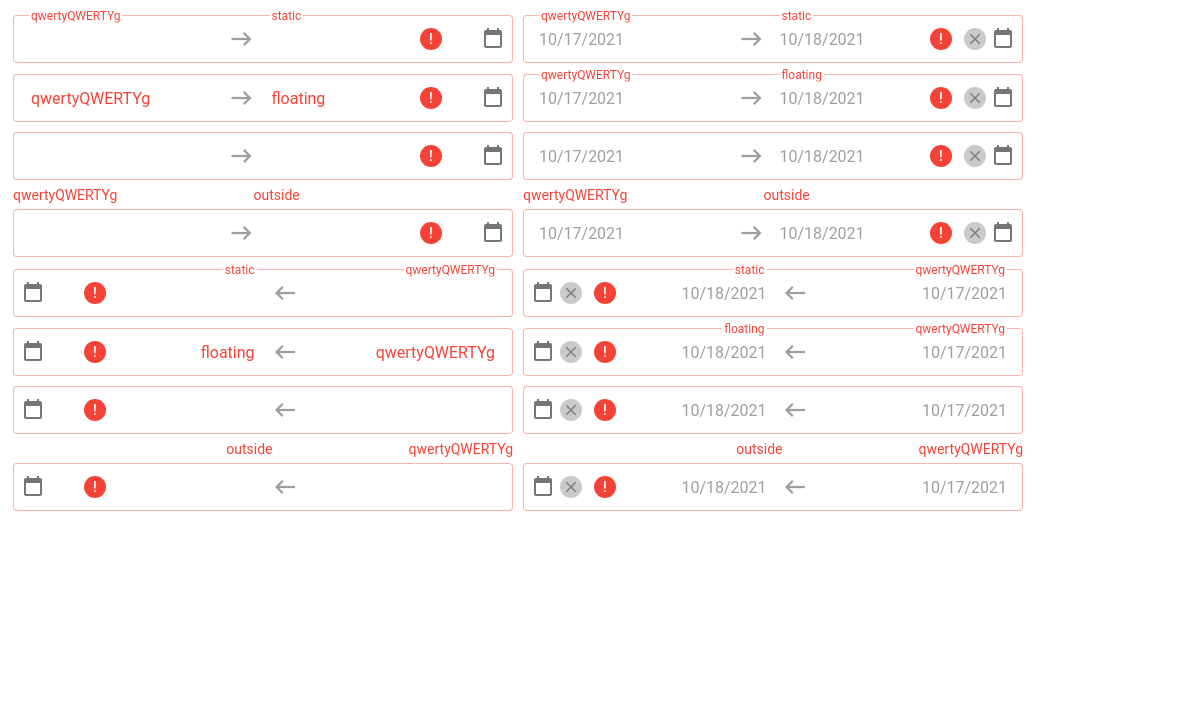 qwertyQWERTYg static qwertyQWERTYg static
10/17/2021 10/18/2021
qwertyQWERTYg floating
qwertyQWERTYg floating 10/17/2021 10/18/2021
10/17/2021 10/18/2021
qwertyQWERTYg outside qwertyQWERTYg outside
10/17/2021 10/18/2021
static qwertyQWERTYg static qwertyQWERTYg
10/18/2021 10/17/2021
floating qwertyQWERTYg
floating qwertyQWERTYg 10/18/2021 10/17/2021
10/18/2021 10/17/2021
outside qwertyQWERTYg outside qwertyQWERTYg
10/18/2021 10/17/2021